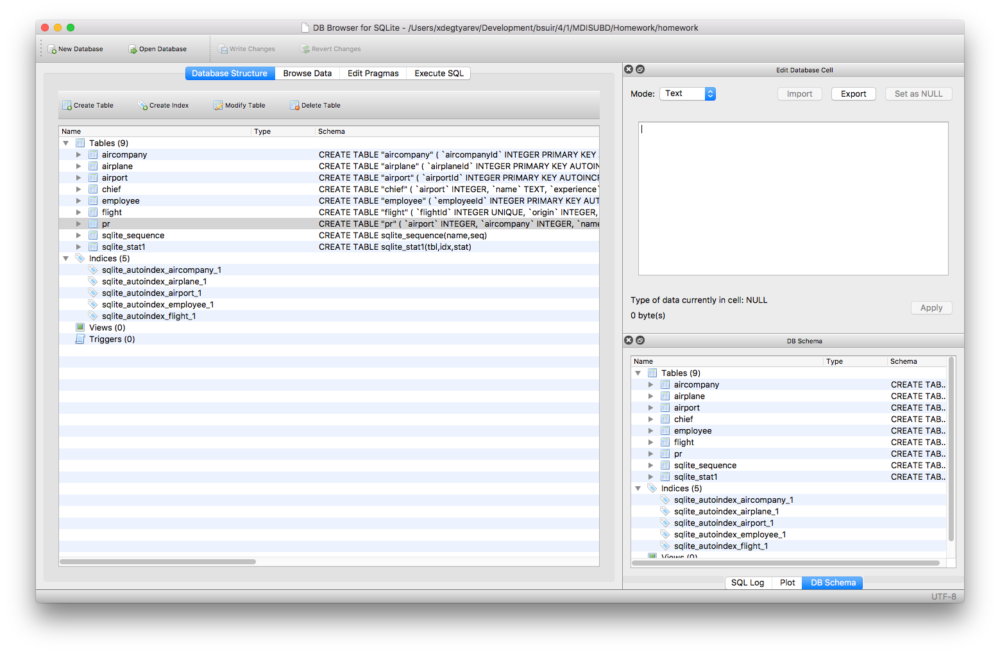 DB Browser for SQLite - /Users/xdegtyarev/Development/bsuir/4/1/MDISUBD/Homework/homework
New Database Open Database Write Changes Revert Changes
Database Structure Browse Data Edit Pragmas Execute SQL
Create Table Create Index Modify Table Delete Table
Name Type Schema
Tables (9)
aircompany CREATE TABLE "aircompany" ( `aircompanyId` INTEGER PRIMARY KEY
airplane CREATE TABLE "airplane" ( `airplaneId` INTEGER PRIMARY KEY AUTOIN
airport CREATE TABLE "airport" ( `airportId` INTEGER PRIMARY KEY AUTOINCR
chief CREATE TABLE "chief" ( `airport` INTEGER, `name` TEXT, `experience`
employee CREATE TABLE "employee" ( `employeeId` INTEGER PRIMARY KEY AUT
flight CREATE TABLE "flight" ( `flightId` INTEGER UNIQUE, `origin` INTEGER,
pr CREATE TABLE "pr" ( `airport` INTEGER, `aircompany` INTEGER, `name
sqlite_sequence CREATE TABLE sqlite_sequence(name,seq)
sqlite_stat1 CREATE TABLE sqlite_stat1(tbl,idx,stat)
Indices (5)
sqlite_autoindex_aircompany_1
sqlite_autoindex_airplane_1
sqlite_autoindex_airport_1
sqlite_autoindex_employee_1
sqlite_autoindex_flight_1
Views (0)
Triggers (0)
Edit Database Cell
Mode: Text Import Export Set as NULL
Type of data currently in cell: NULL
0 byte(s)
Apply
DB Schema
Name Type Schema
Tables (9)
aircompany CREATE TAB..
airplane CREATE TAB..
airport CREATE TAB..
chief CREATE TAB..
employee CREATE TAB..
flight CREATE TAB..
pr CREATE TAB..
sqlite_sequence CREATE TAB..
sqlite_stat1 CREATE TAB..
Indices (5)
sqlite_autoindex_aircompany_1
sqlite_autoindex_airplane_1
sqlite_autoindex_airport_1
sqlite_autoindex_employee_1
sqlite_autoindex_flight_1
Views (0)
SQL Log Plot DB Schema
UTF-8